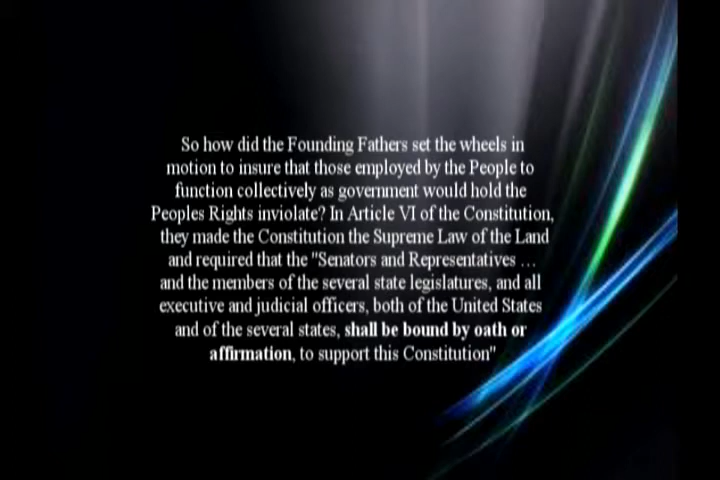 So how did the Founding Fathers set the wheels in
motion to insure that those employed by the People to
function collectively as government would hold the
Peoples Rights inviolate? In Article VI of the Constitution,
they made the Constitution the Supreme Law of the Land
and required that the "Senators and Representatives ...
and the members of the several state legislatures, and all
executive and judicial officers, both of the United States
and of the several states, shall be bound by oath or
affirmation, to support this Constitution"